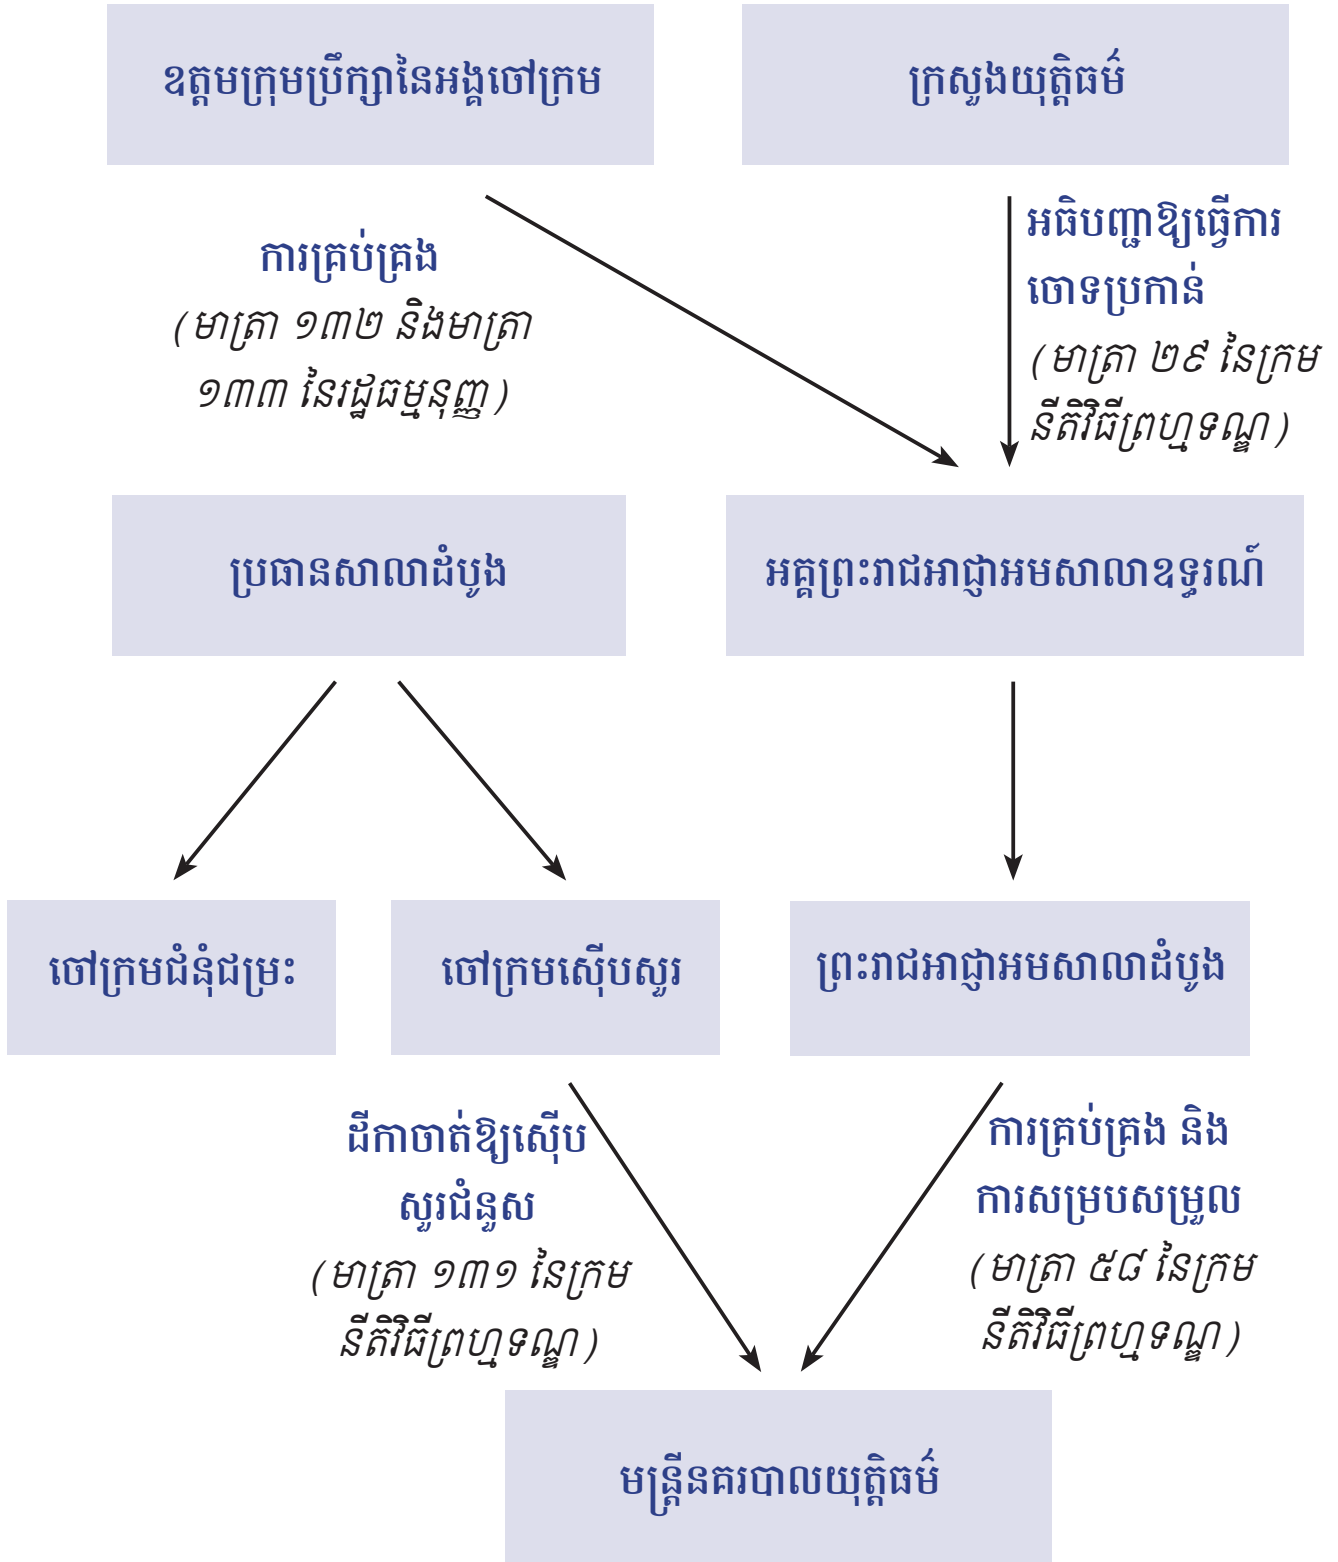 ឧត្តមក្រុមប្រឹក្សានៃអង្គចៅក្រម
ក្រសួងយុត្តិធម៌
ការគ្រប់គ្រង
(មាត្រា ១៣២ និងមាត្រា
១៣៣ នៃរដ្ឋធម្មនុញ្ញ)
អធិបញ្ជាឱ្យធ្វើការ
ចោទប្រកាន់
(មាត្រា ២៩ នៃក្រម
នីតិវិធីព្រហ្មទណ្ឌ)
ប្រធានសាលាដំបូង
អគ្គព្រះរាជអាជ្ញាអមសាលាឧទ្ធរណ៍
ចៅក្រមជំនុំជម្រះ
ចៅក្រមស៊ើបសួរ
ព្រះរាជអាជ្ញាអមសាលាដំបូង
ដីកាចាត់ឱ្យស៊ើប
សួរជំនួស
(មាត្រា ១៣១ នៃក្រម
នីតិវិធីព្រហ្មទណ្ឌ)
ការគ្រប់គ្រង និង
ការសម្របសម្រួល
(មាត្រា ៥៨ នៃក្រម
នីតិវិធីព្រហ្មទណ្ឌ)
មន្ត្រីនគរបាលយុត្តិធម៌